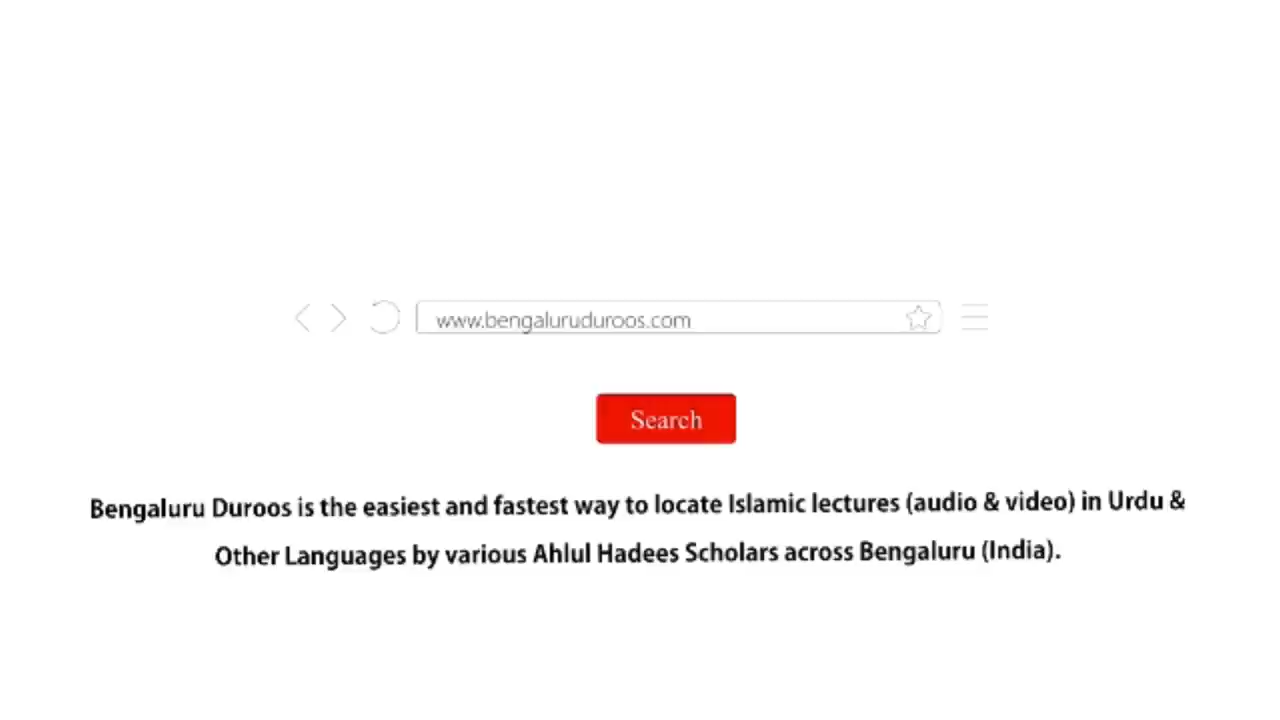 www.bengaluruduroos.com
Search
Bengaluru Duroos is the easiest and fastest way to locate Islamic lectures (audio & video) in Urdu &
Other Languages by various Ahlul Hadees Scholars across Bengaluru (India).